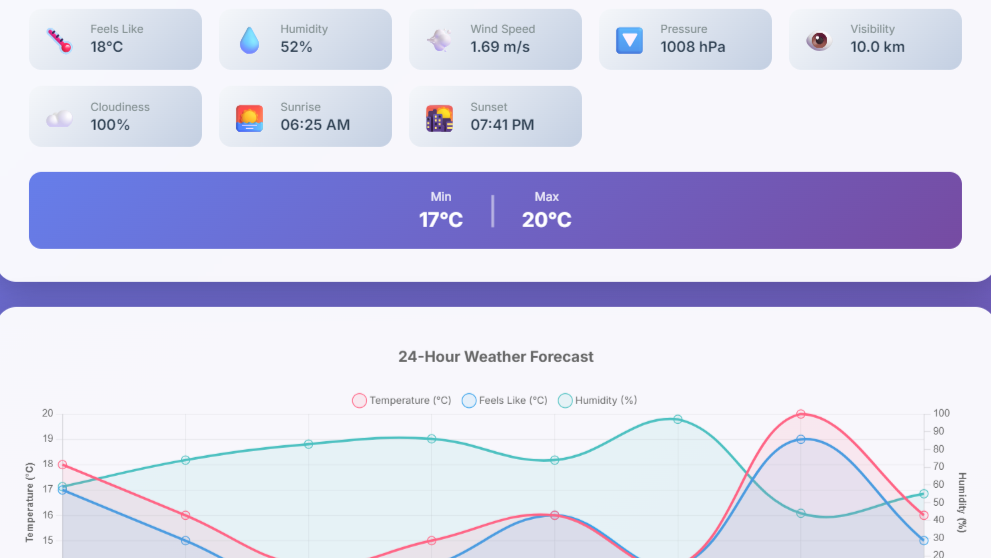 Feels Like
18°C
Humidity
52%
Wind Speed
1.69 m/s
Pressure
1008 hPa
Visibility
10.0 km
Cloudiness
100%
Sunrise
06:25 AM
Sunset
07:41 PM
Min
17°C
Max
20°C
24-Hour Weather Forecast
Temperature (°C) Feels Like (°C) Humidity (%)
20
19
18
17
16
15
Temperature (°C)
100
90
80
70
60
50
40
30
20
Humidity (%)